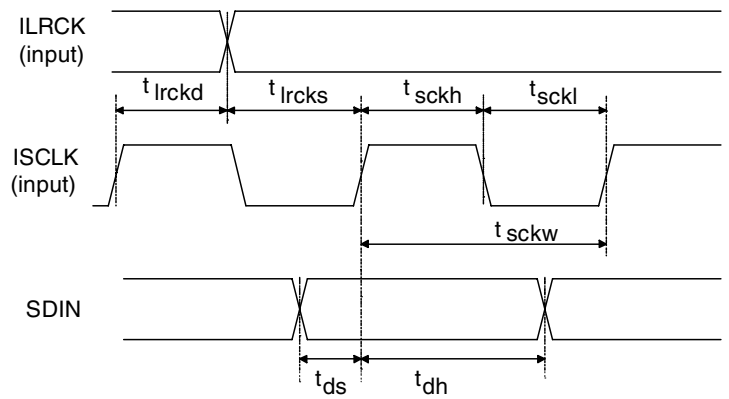 ILRCK
(input)
t lrckd
t lrcks
t sckh
t sckl
ISCLK
(input)
t sckw
SDIN
t ds
t dh